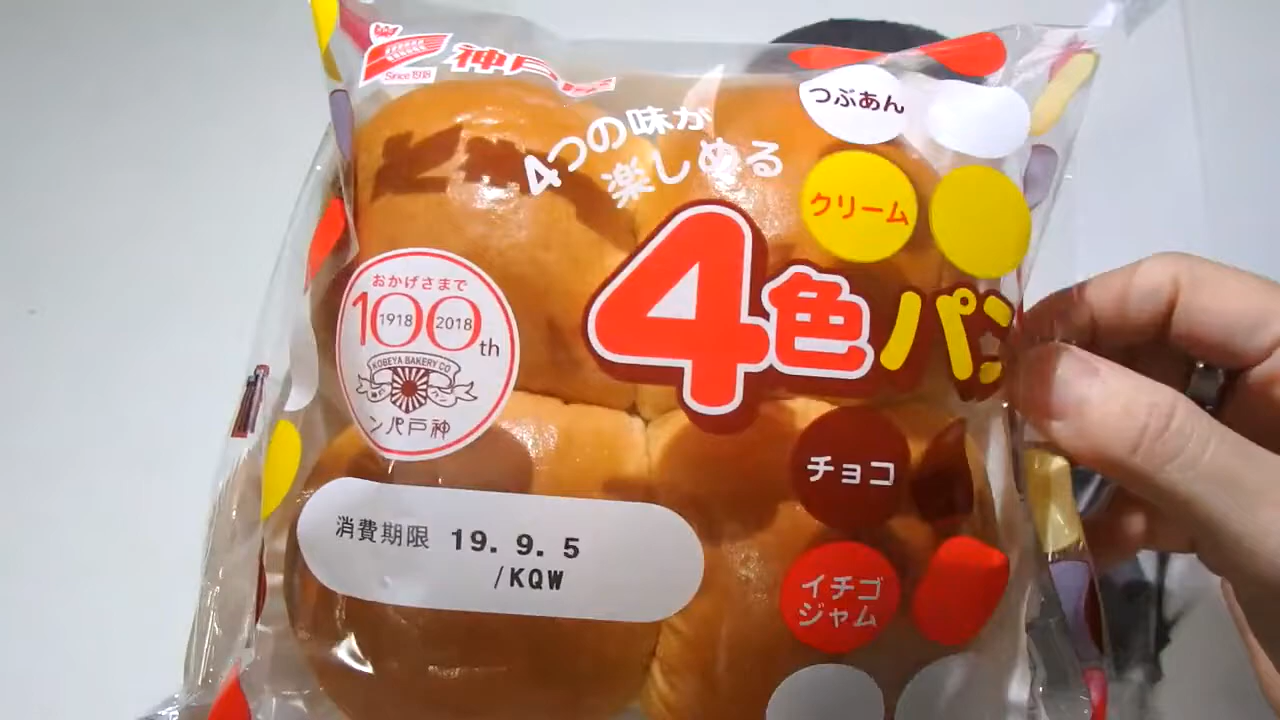 Since 1918
神戸
4つの味が
楽しめる
つぶあん
クリーム
4色パン
おかげさまで
100th
1918 2018
KOBEYA BAKERY CO
ンパ戸神
チョコ
消費期限 19. 9. 5
/KQW
イチゴ
ジャム